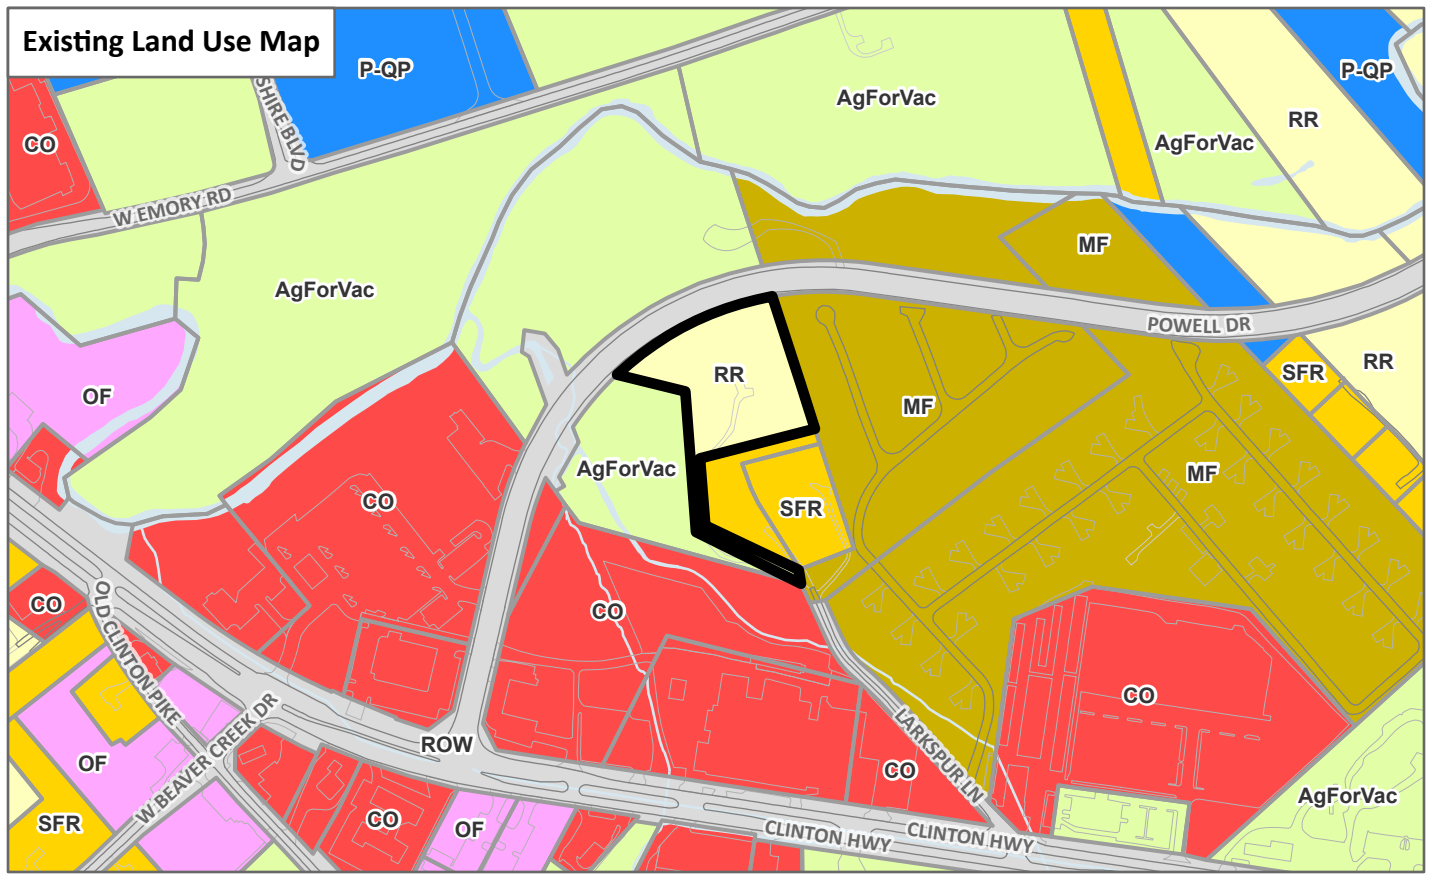 Existing Land Use Map
P-QP
P-QP
AgForVac
RR
CO
SHIRE BLVD
AgForVac
W EMORY RD
MF
AgForVac
POWELL DR
OF
RR
SFR
RR
MF
AgForVac
CO
SFR
MF
CO
CO
OLD CLINTON PIKE
CO
W BEAVER CREEK DR
LARKSPUR LN
ROW
OF
CO
AgForVac
SFR
CO
OF
CLINTON HWY
CLINTON HWY